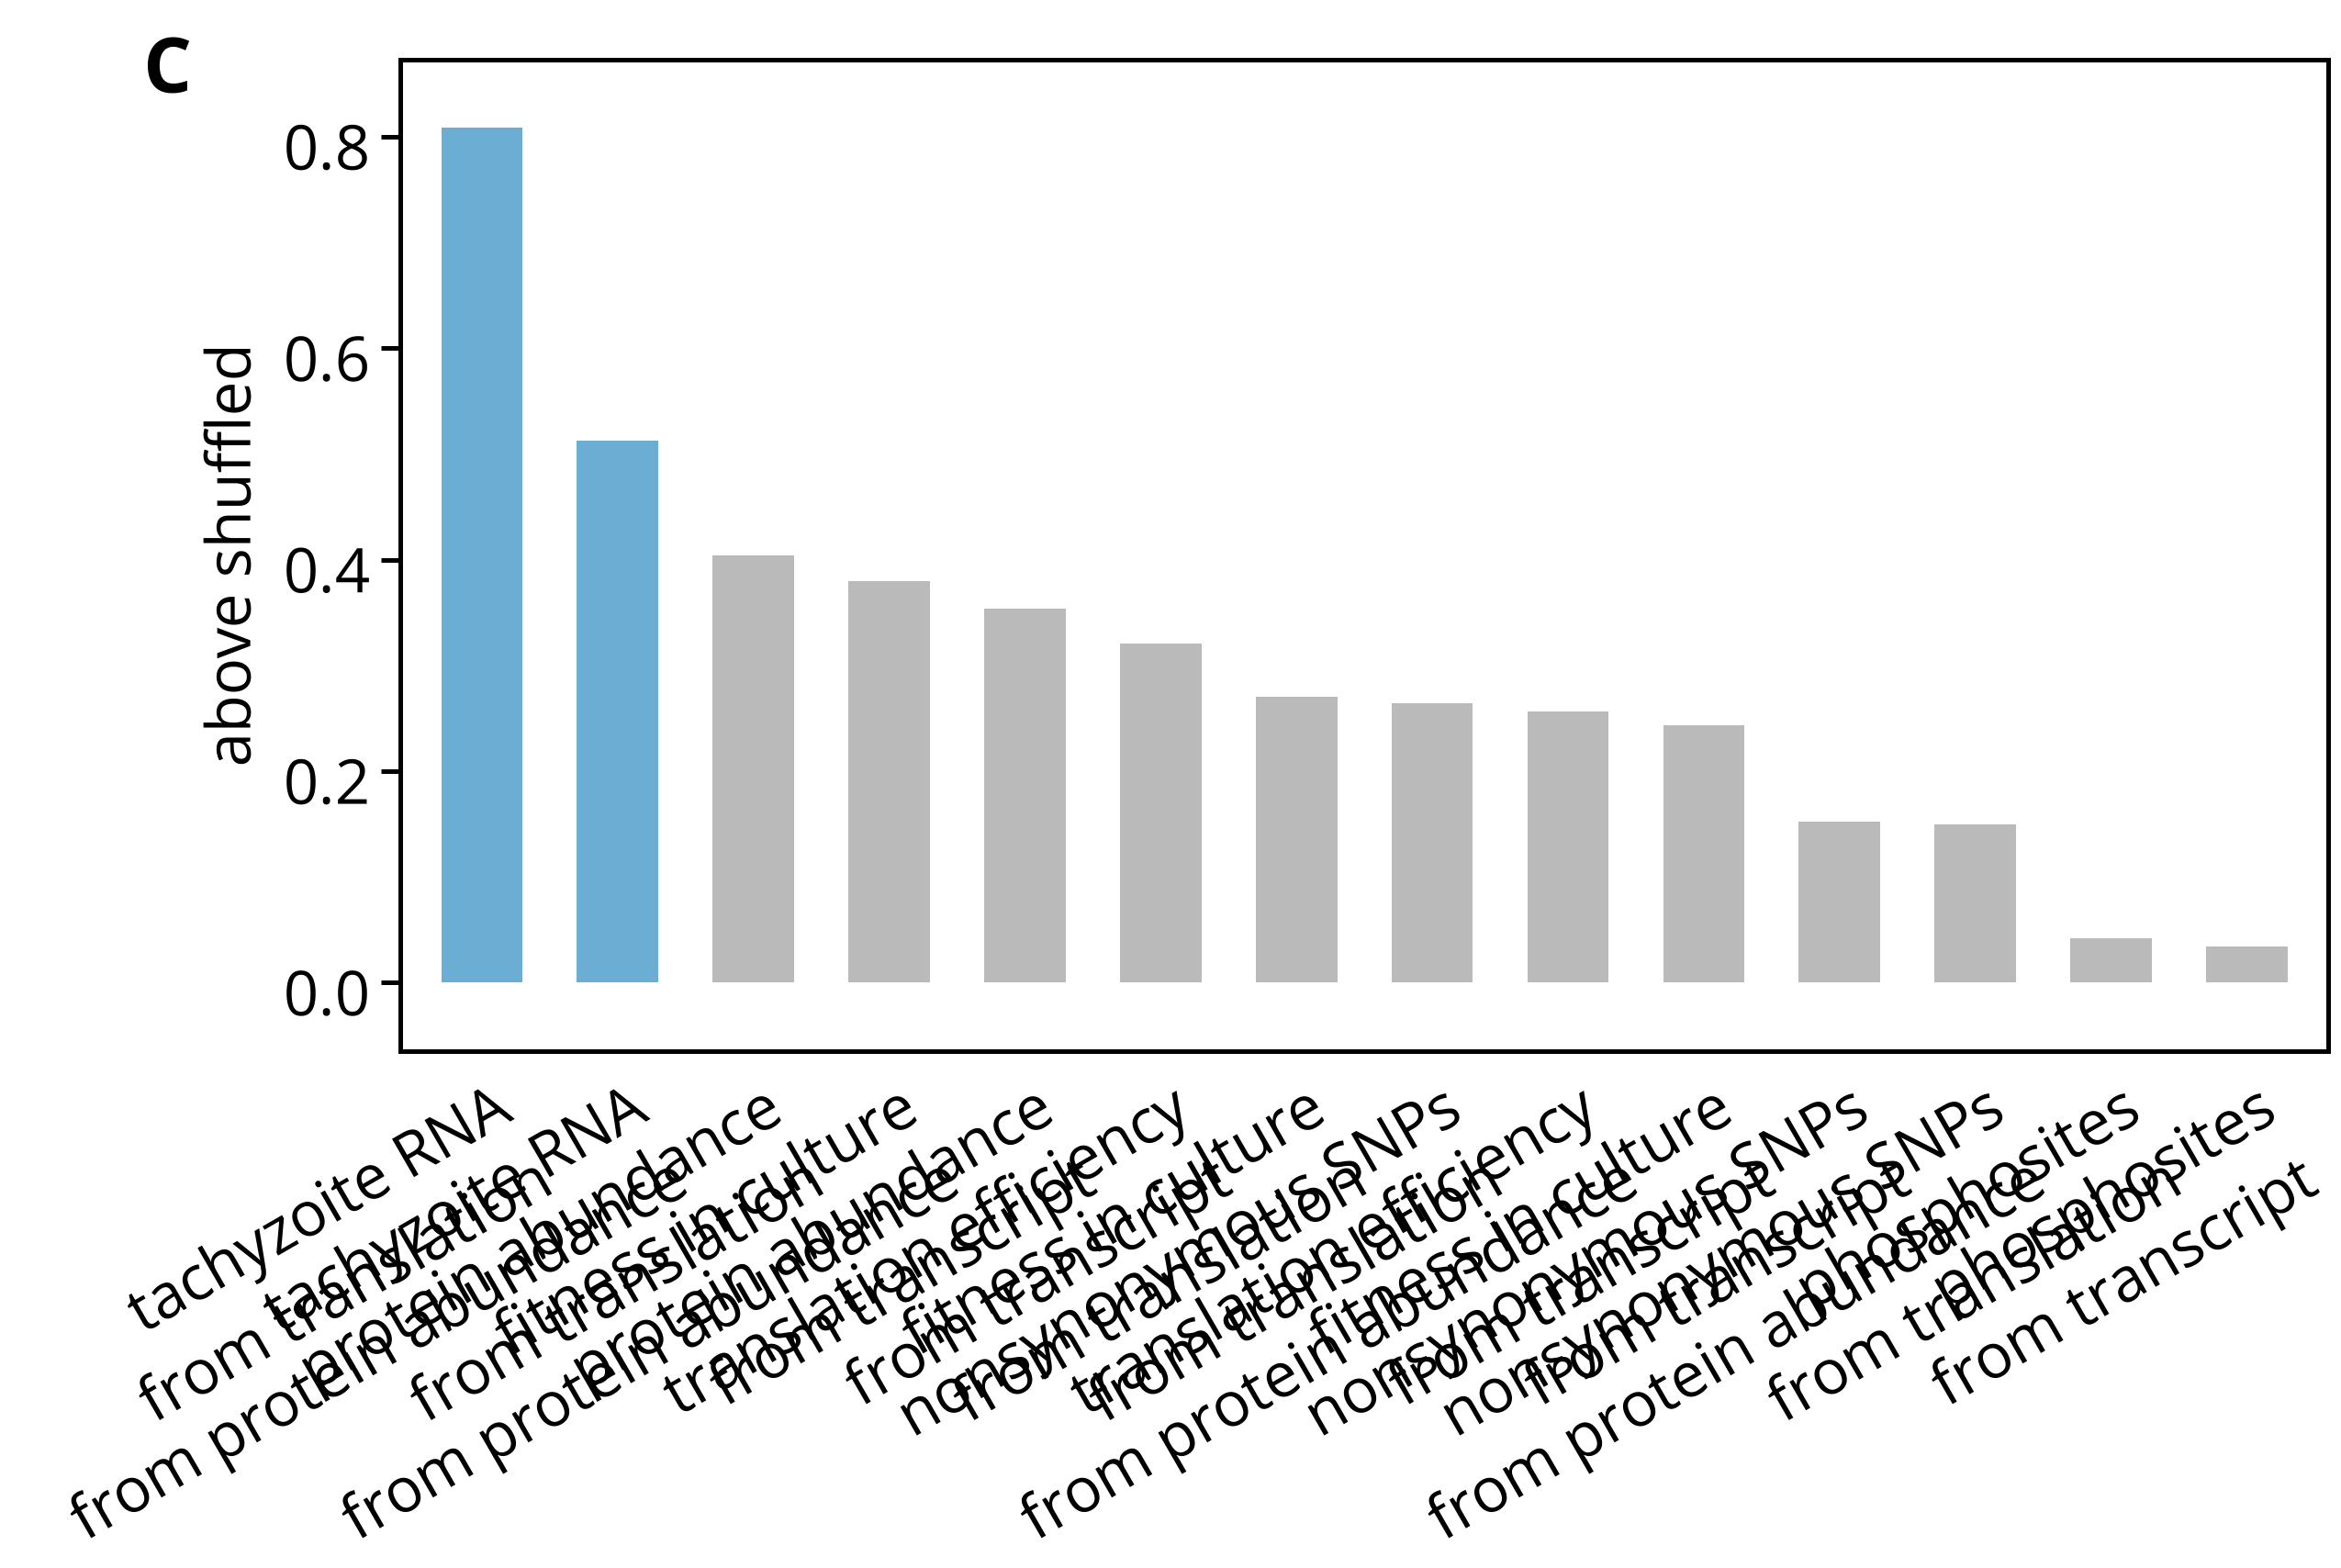 C
above shuffled
0.8
0.6
0.4
0.2
0.0
tachyzoite RNA
from translation
tachyzoite RNA
from protein abundance
protein abundance
from translation
fitness in culture
from protein abundance
protein abundance
from transcript
translation efficiency
from transcript
fitness in culture
from translation
nonsynonymous SNPs
from translation
translation efficiency
from protein abundance
fitness in culture
from transcript
nonsynonymous SNPs
from transcript
nonsynonymous SNPs
from protein abundance
phosphosites
from translation
phosphosites
from transcript